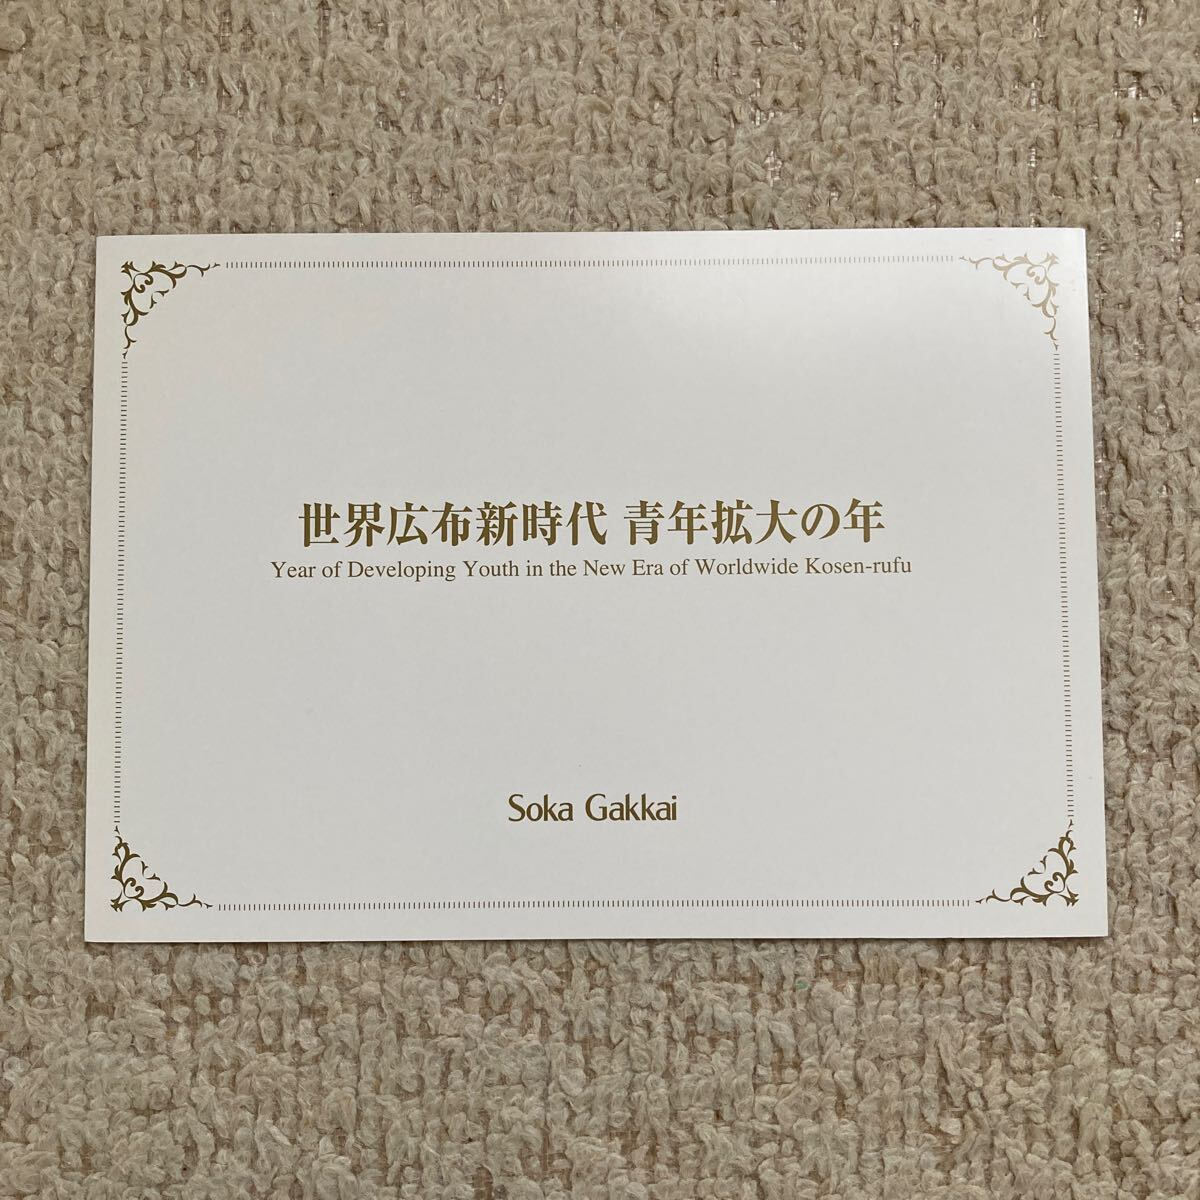 世界広布新時代 青年拡大の年
Year of Developing Youth in the New Era of Worldwide Kosen-rufu
Soka Gakkai